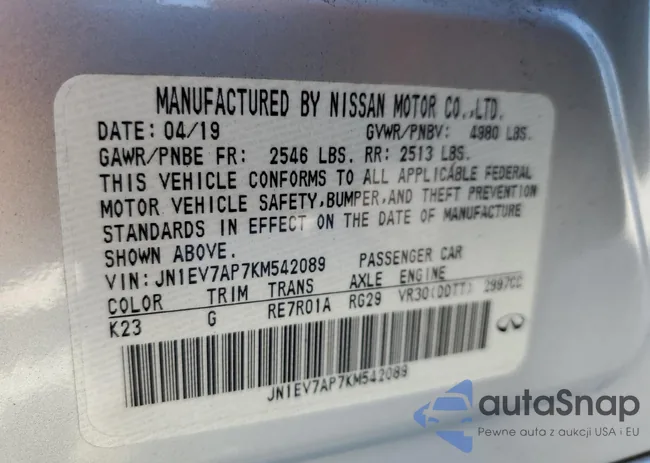 MANUFACTURED BY NISSAN MOTOR CO.,LTD.
DATE: 04/19 GVWR/PNBV: 4980 LBS.
GAWR/PNBE FR: 2546 LBS. RR: 2513 LBS.
THIS VEHICLE CONFORMS TO ALL APPLICABLE FEDERAL
MOTOR VEHICLE SAFETY, BUMPER, AND THEFT PREVENTION
STANDARDS IN EFFECT ON THE DATE OF MANUFACTURE
SHOWN ABOVE.
VIN: JN1EV7AP7KM542089 PASSENGER CAR
COLOR TRIM TRANS AXLE ENGINE
K23 G RE7R01A RG29 VR30(DDTT) 2997CC
JN1EV7AP7KM542089
autoSnap
Pewne auta z aukcji USA i EU